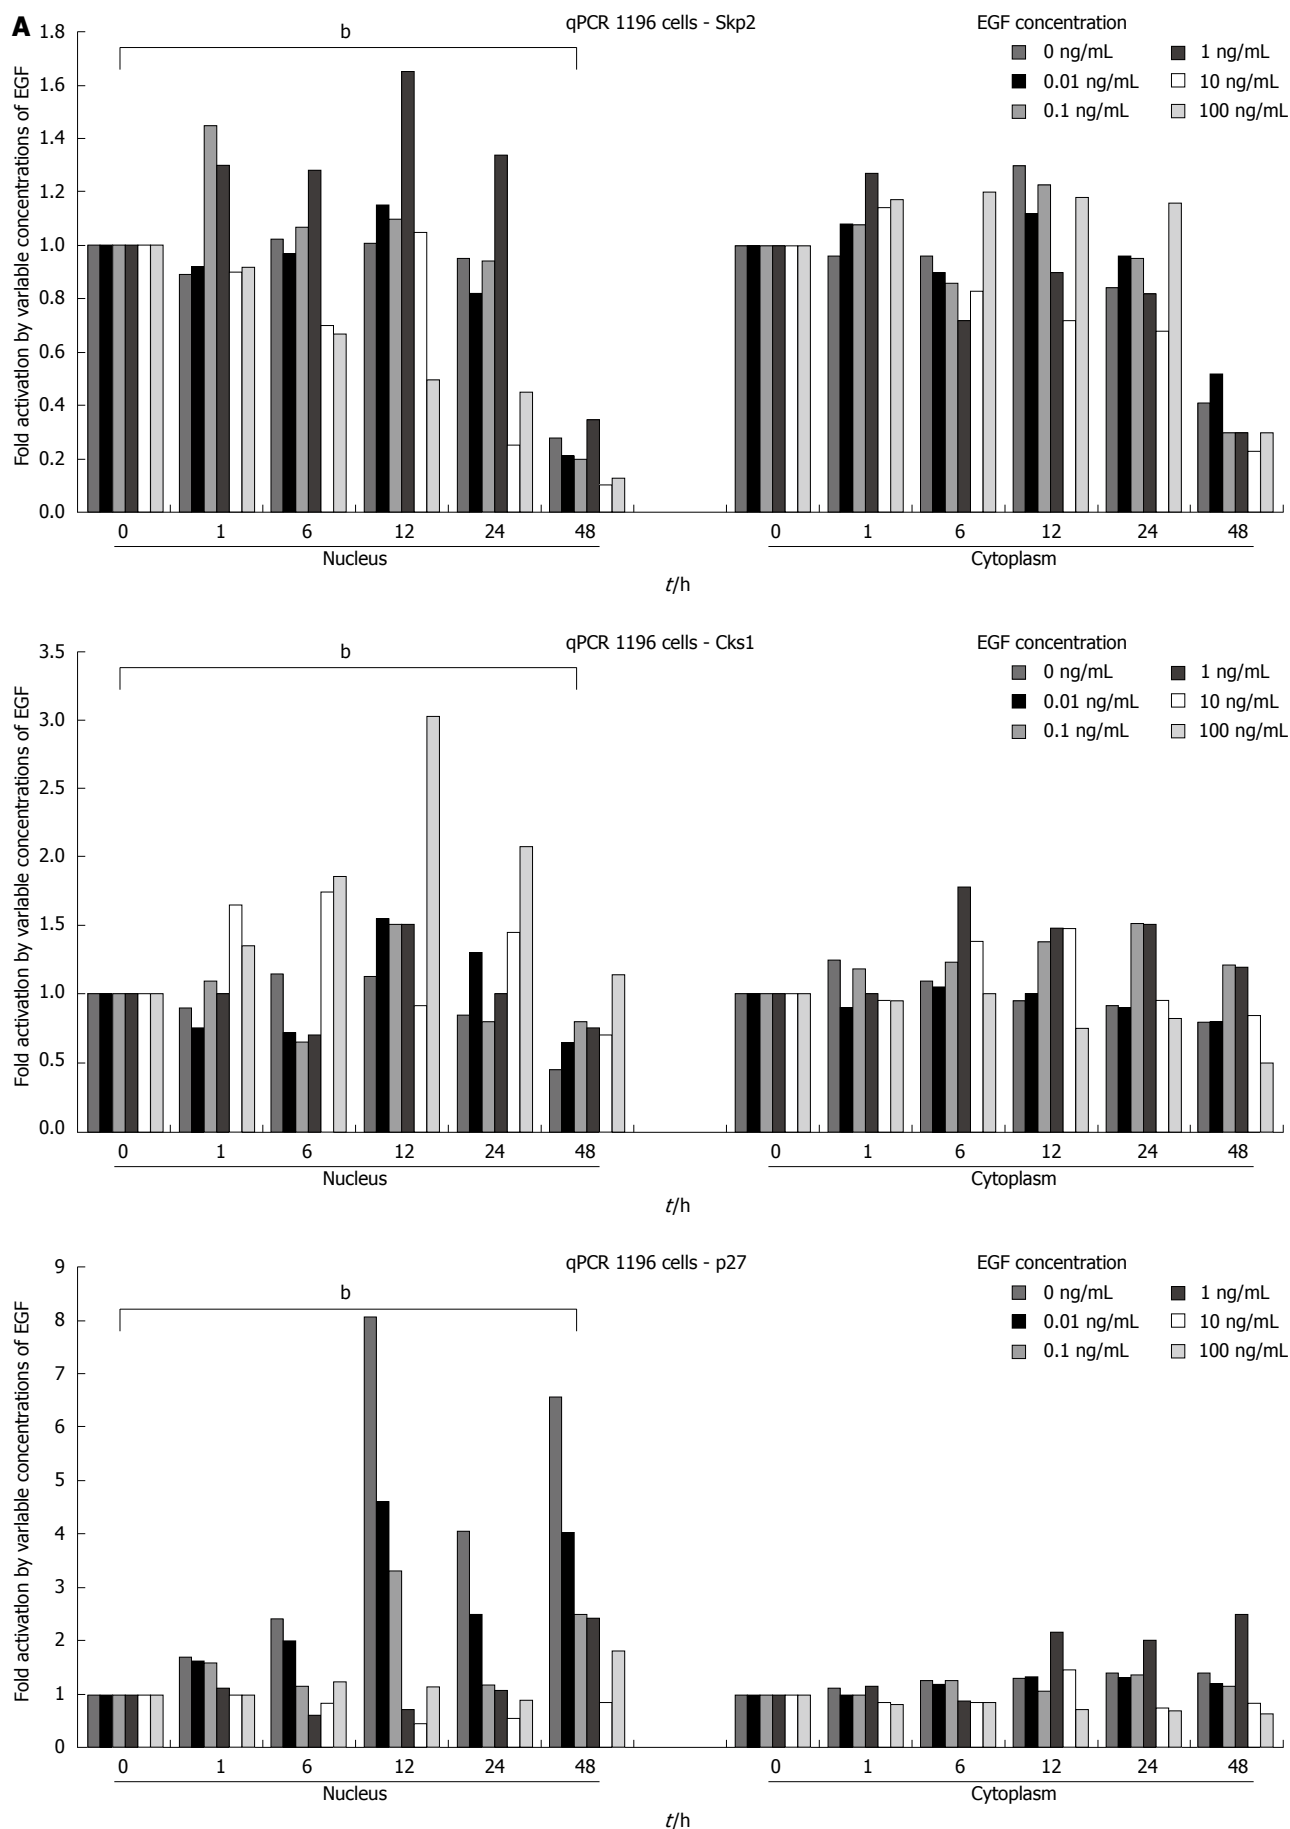 A
qPCR 1196 cells - Skp2
EGF concentration
0 ng/mL
1 ng/mL
0.01 ng/mL
10 ng/mL
0.1 ng/mL
100 ng/mL
b
Fold activation by varlable concentrations of EGF
1.8
1.6
1.4
1.2
1.0
0.8
0.6
0.4
0.2
0.0
0 1 6 12 24 48 0 1 6 12 24 48
Nucleus Cytoplasm
t/h
qPCR 1196 cells - Cks1
EGF concentration
0 ng/mL
1 ng/mL
0.01 ng/mL
10 ng/mL
0.1 ng/mL
100 ng/mL
b
Fold activation by varlable concentrations of EGF
3.5
3.0
2.5
2.0
1.5
1.0
0.5
0.0
0 1 6 12 24 48 0 1 6 12 24 48
Nucleus Cytoplasm
t/h
qPCR 1196 cells - p27
EGF concentration
0 ng/mL
1 ng/mL
0.01 ng/mL
10 ng/mL
0.1 ng/mL
100 ng/mL
b
Fold activation by varlable concentrations of EGF
9
8
7
6
5
4
3
2
1
0
0 1 6 12 24 48 0 1 6 12 24 48
Nucleus Cytoplasm
t/h